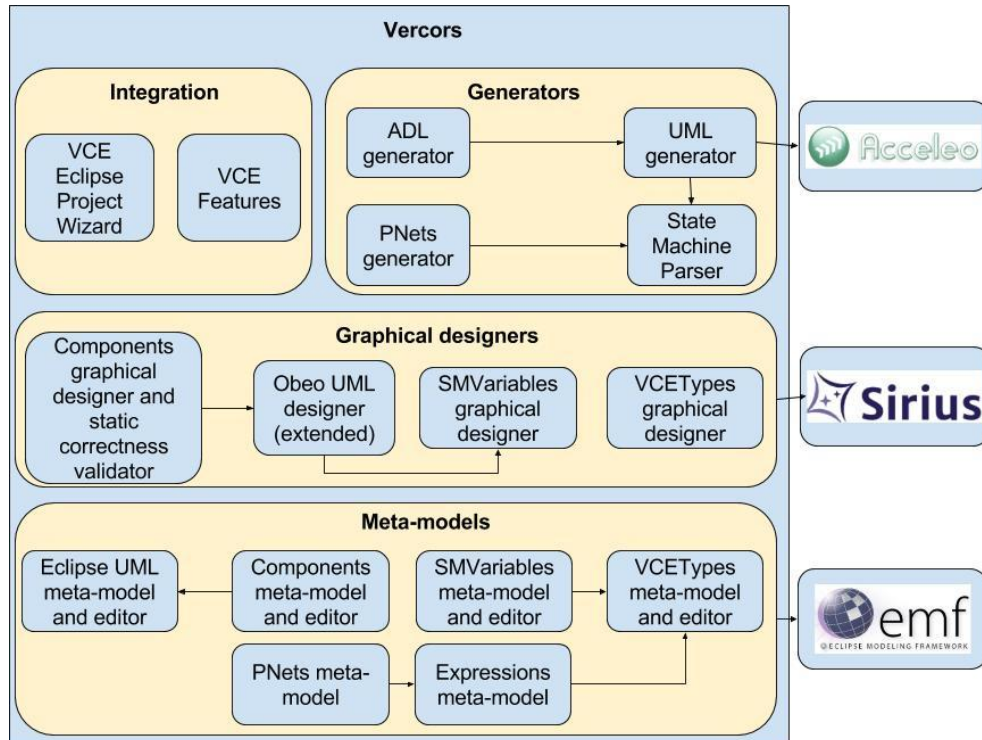 Vercors
Integration
VCE
Eclipse
Project
Wizard
VCE
Features
Generators
ADL
generator
UML
generator
PNets
generator
State
Machine
Parser
Acceleo
Graphical designers
Components
graphical
designer and
static
correctness
validator
Obeo UML
designer
(extended)
SMVariables
graphical
designer
VCETypes
graphical
designer
Sirius
Meta-models
Eclipse UML
meta-model
and editor
Components
meta-model
and editor
SMVariables
meta-model
and editor
VCETypes
meta-model
and editor
PNets meta-
model
Expressions
meta-model
emf
ECLIPSE MODELING FRAMEWORK